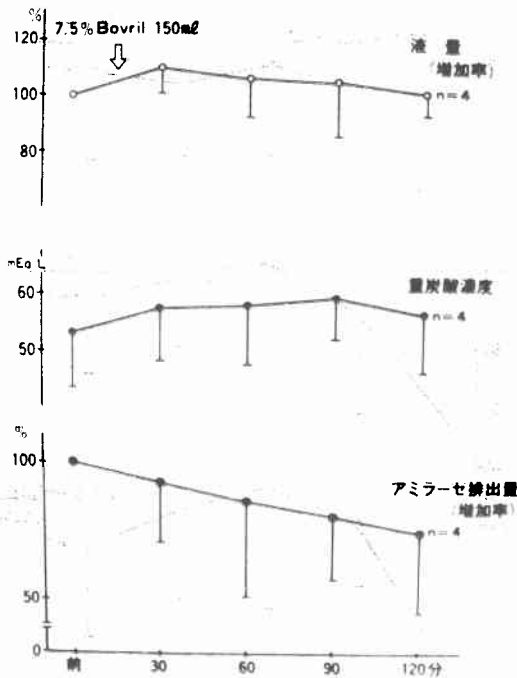 %
7.5% Bovril 150ml
120
液量
(増加率)
100
n=4
80
mEq/L
60
重炭酸濃度
n=4
50
%
100
アミラーゼ排出量
(増加率)
n=4
50
0
前 30 60 90 120分